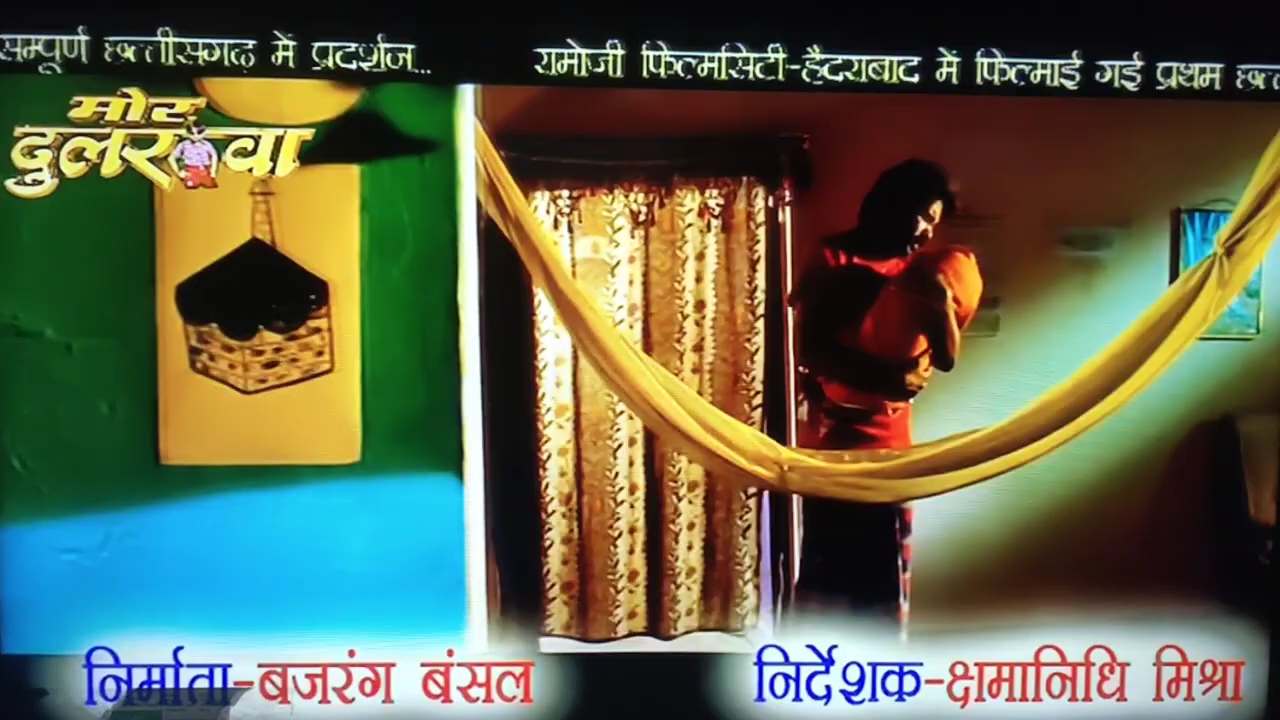 सम्पूर्ण छत्तीसगढ़ में प्रदर्शन... रामोजी फिल्मसिटी-हैदराबाद में फिल्माई गई प्रथम
मोर
दुलरवा
निर्माता-बजरंग बंसल निर्देशक-क्षमानिधि मिश्रा